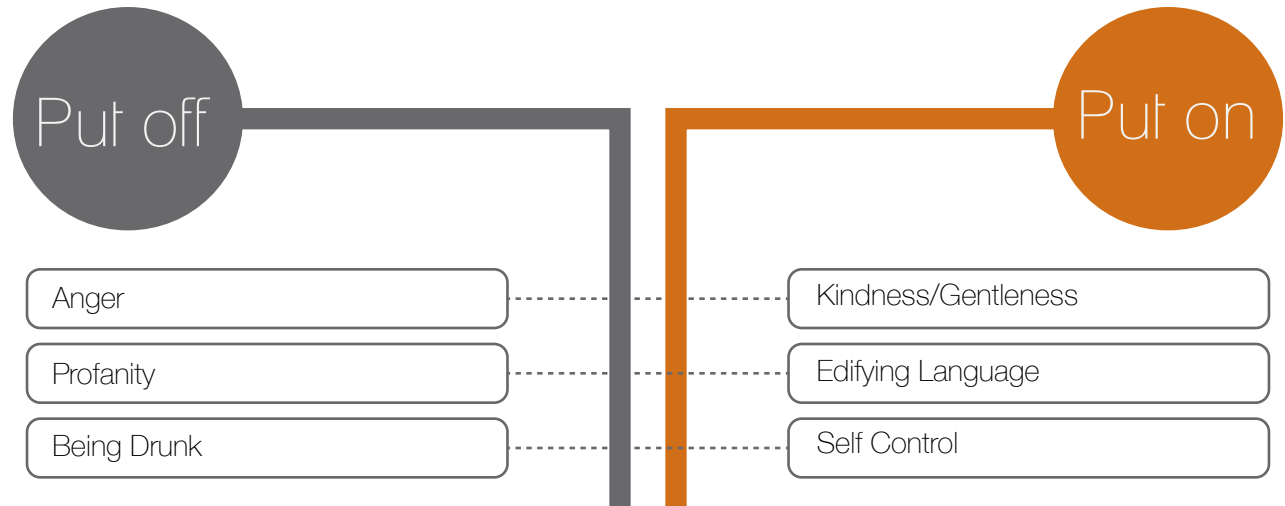 Put off
Put on
Anger
Kindness/Gentleness
Profanity
Edifying Language
Being Drunk
Self Control